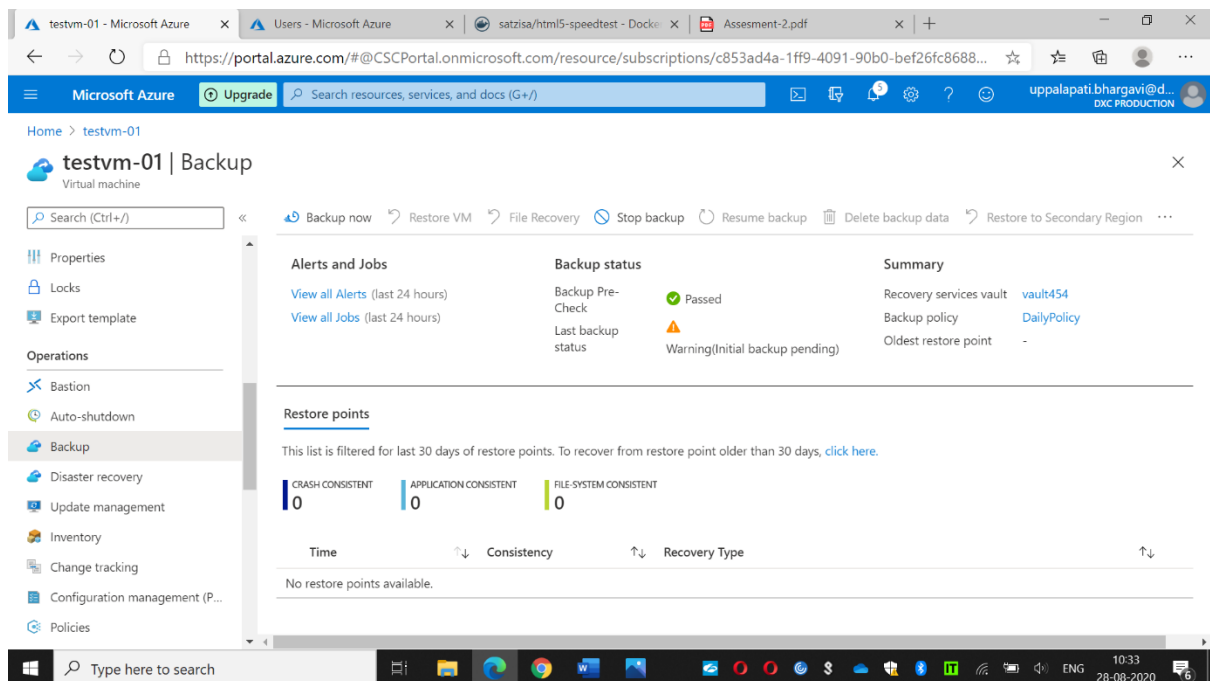 testvm-01 - Microsoft Azure
Users - Microsoft Azure
satzisa/html5-speedtest - Docke
Assesment-2.pdf
https://portal.azure.com/#@CSCPortal.onmicrosoft.com/resource/subscriptions/c853ad4a-1ff9-4091-90b0-bef26fc8688...
Microsoft Azure
Upgrade
Search resources, services, and docs (G+/)
5
uppalapati.bhargavi@d...
DXC PRODUCTION
Home > testvm-01
testvm-01 | Backup
Virtual machine
Search (Ctrl+/)
«
Backup now
Restore VM
File Recovery
Stop backup
Resume backup
Delete backup data
Restore to Secondary Region
...
Properties
Locks
Export template
Operations
Bastion
Auto-shutdown
Backup
Disaster recovery
Update management
Inventory
Change tracking
Configuration management (P...
Policies
Alerts and Jobs
View all Alerts (last 24 hours)
View all Jobs (last 24 hours)
Backup status
Backup Pre-
Check
Passed
Last backup
status
Warning(Initial backup pending)
Summary
Recovery services vault vault454
Backup policy DailyPolicy
Oldest restore point -
Restore points
This list is filtered for last 30 days of restore points. To recover from restore point older than 30 days, click here.
CRASH CONSISTENT
0
APPLICATION CONSISTENT
0
FILE-SYSTEM CONSISTENT
0
Time ↑↓ Consistency ↑↓ Recovery Type ↑↓
No restore points available.
Type here to search
ENG
10:33
28-08-2020
6